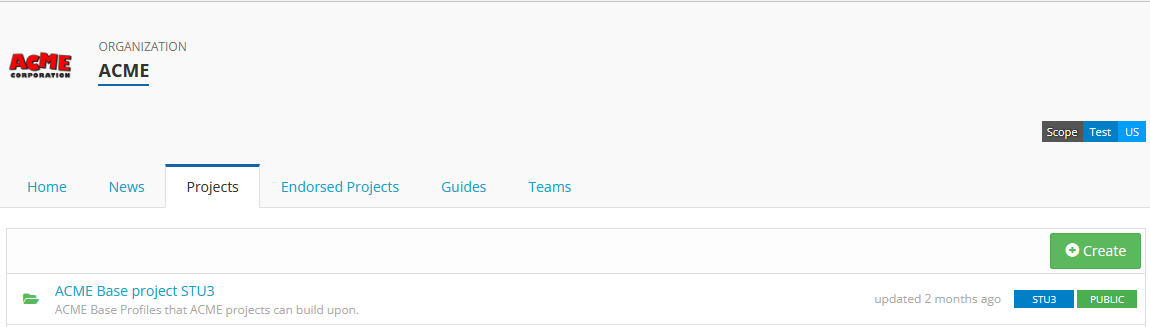 ACME
CORPORATION
ORGANIZATION
ACME
Scope Test US
Home News Projects Endorsed Projects Guides Teams
Create
ACME Base project STU3
ACME Base Profiles that ACME projects can build upon.
updated 2 months ago STU3 PUBLIC